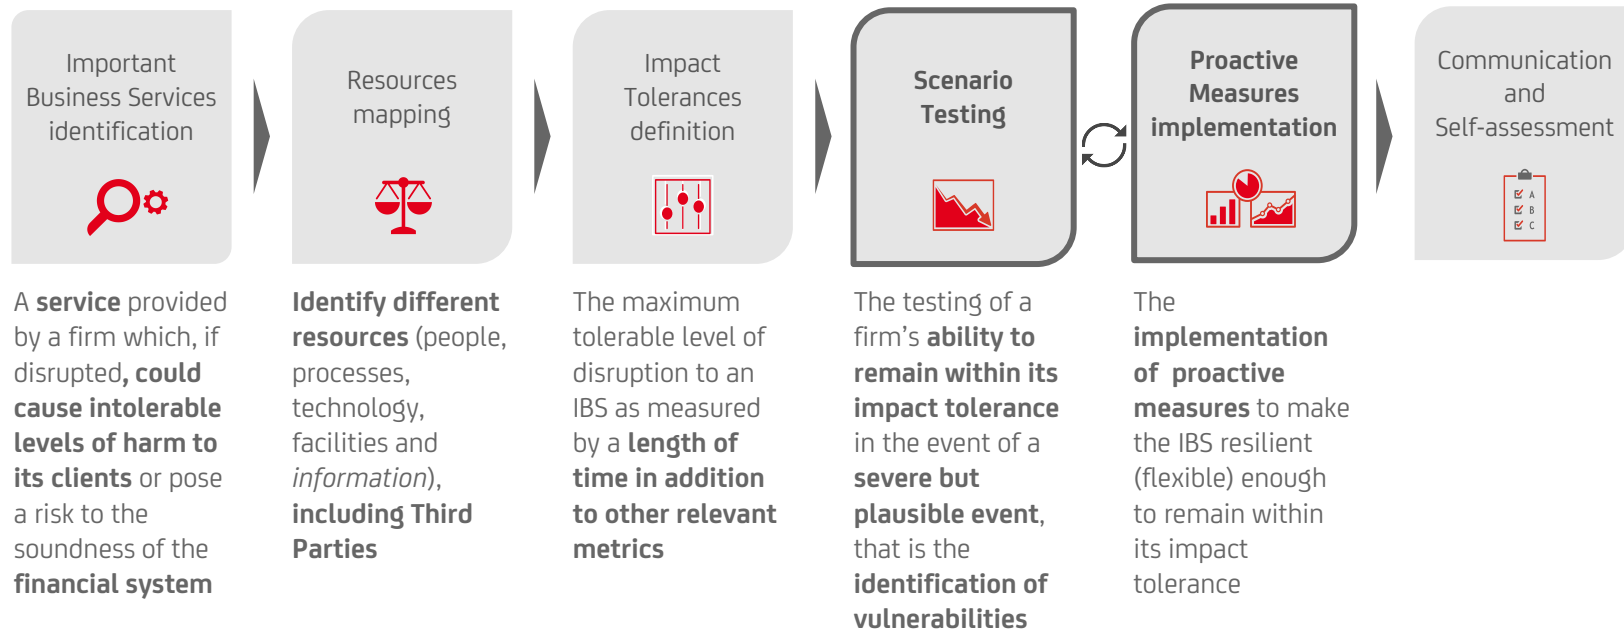 Important
Business Services
identification
Resources
mapping
Impact
Tolerances
definition
Scenario
Testing
Proactive
Measures
implementation
Communication
and
Self-assessment
A
B
C
A service provided
by a firm which, if
disrupted, could
cause intolerable
levels of harm to
its clients or pose
a risk to the
soundness of the
financial system
Identify different
resources (people,
processes,
technology,
facilities and
information),
including Third
Parties
The maximum
tolerable level of
disruption to an
IBS as measured
by a length of
time in addition
to other relevant
metrics
The testing of a
firm's ability to
remain within its
impact tolerance
in the event of a
severe but
plausible event,
that is the
identification of
vulnerabilities
The
implementation
of proactive
measures to make
the IBS resilient
(flexible) enough
to remain within
its impact
tolerance